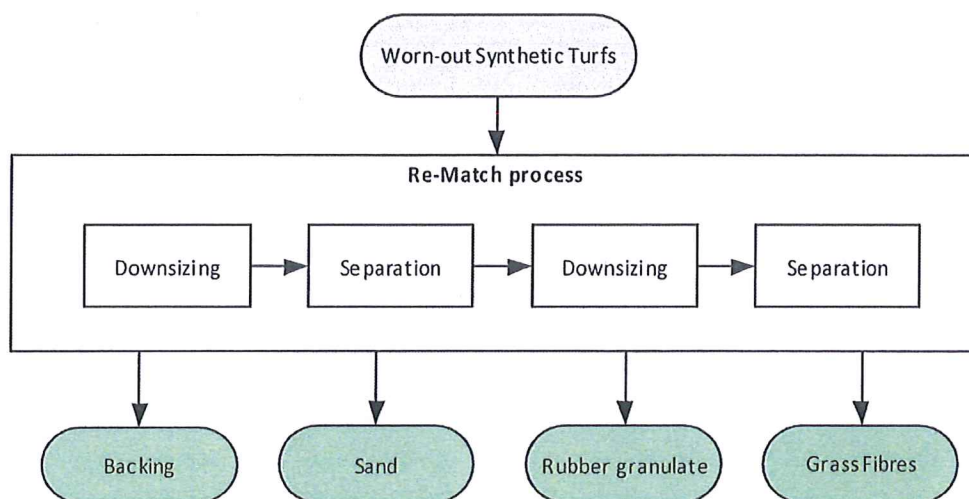 Worn-out Synthetic Turfs
Re-Match process
Downsizing
Separation
Downsizing
Separation
Backing
Sand
Rubber granulate
Grass Fibres